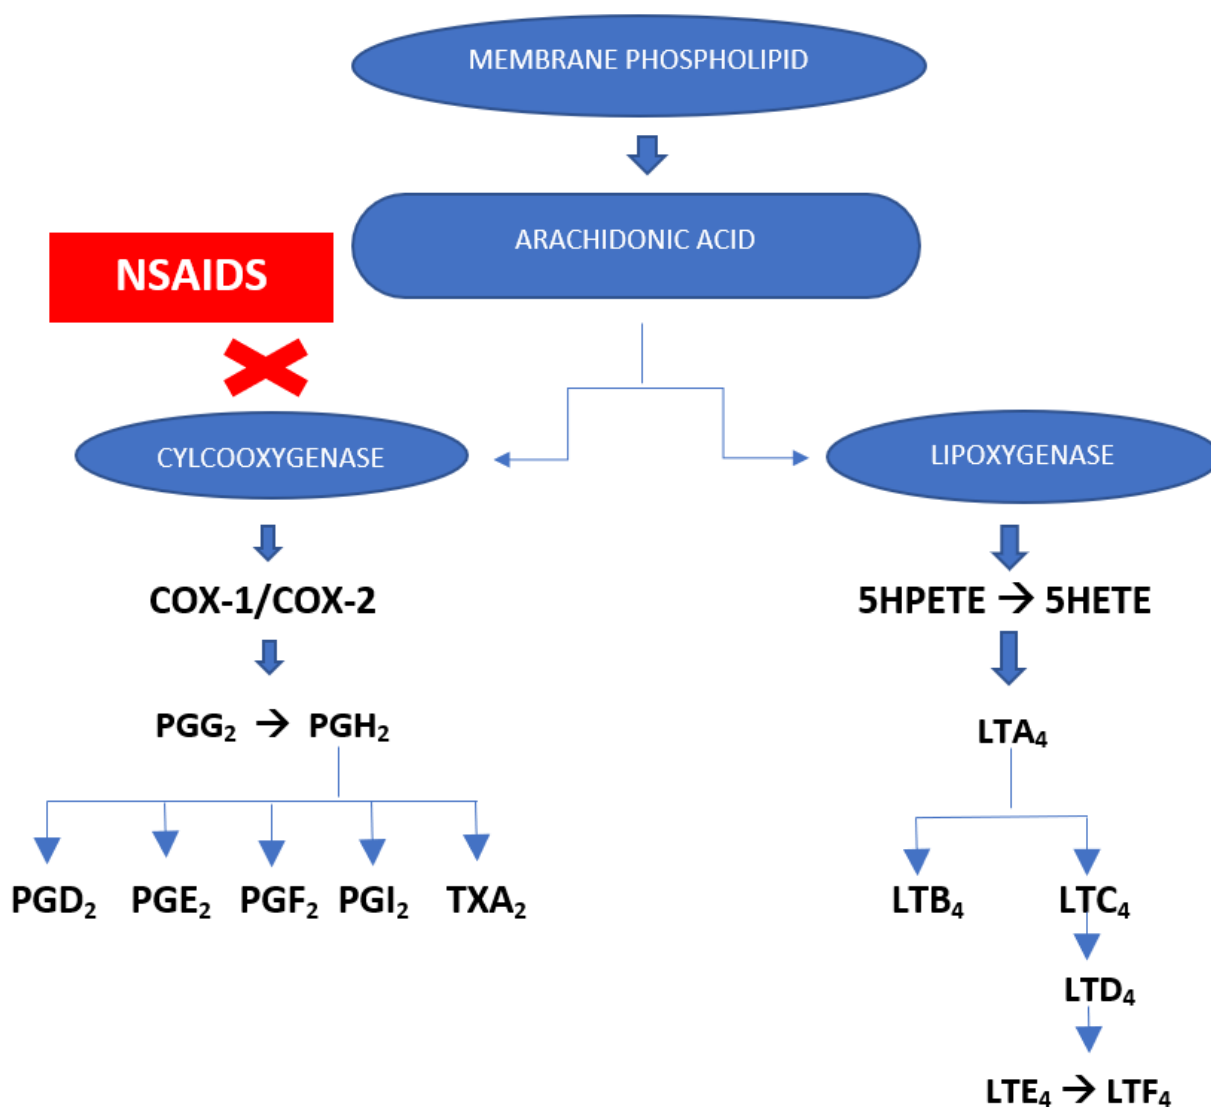 MEMBRANE PHOSPHOLIPID
ARACHIDONIC ACID
NSAIDS
CYLCOOXYGENASE
LIPOXYGENASE
COX-1/COX-2
5HPETE → 5HETE
PGG₂ → PGH₂
LTA₄
PGD₂ PGE₂ PGF₂ PGI₂ TXA₂
LTB₄ LTC₄
LTD₄
LTE₄ → LTF₄